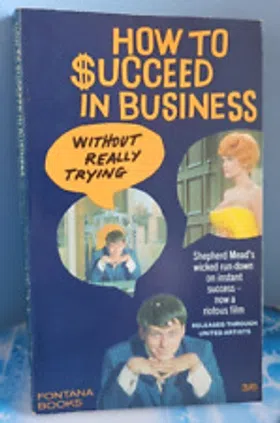 HOW TO
$UCCEED
IN BUSINESS
WITHOUT
REALLY
TRYING
Shepherd Mead's
wicked run-down
on instant
success –
now a
riotous film
RELEASED THROUGH
UNITED ARTISTS
FONTANA
BOOKS
3/6